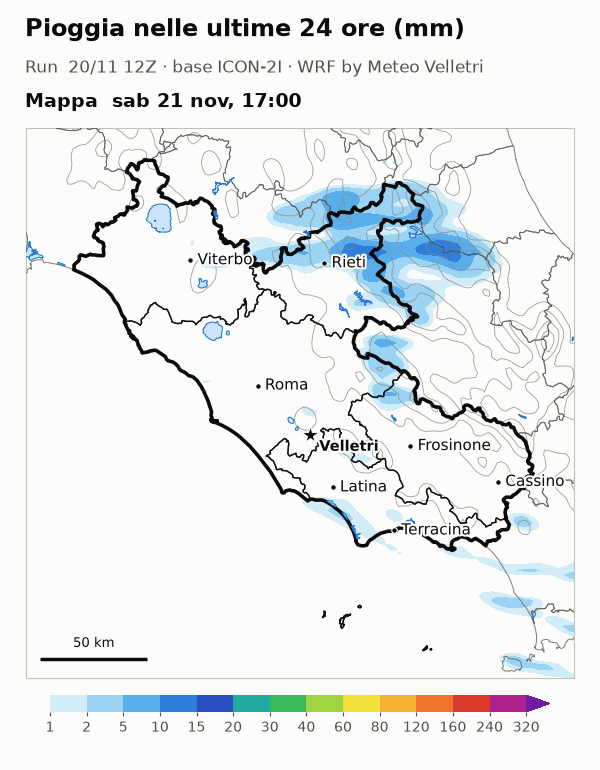 Pioggia nelle ultime 24 ore (mm)
Run  20/11 12Z · base ICON-2I · WRF by Meteo Velletri
Mappa  sab 21 nov, 17:00
Viterbo
Rieti
Roma
Velletri
Frosinone
Latina
Cassino
Terracina
50 km
1 2 5 10 15 20 30 40 60 80 120 160 240 320